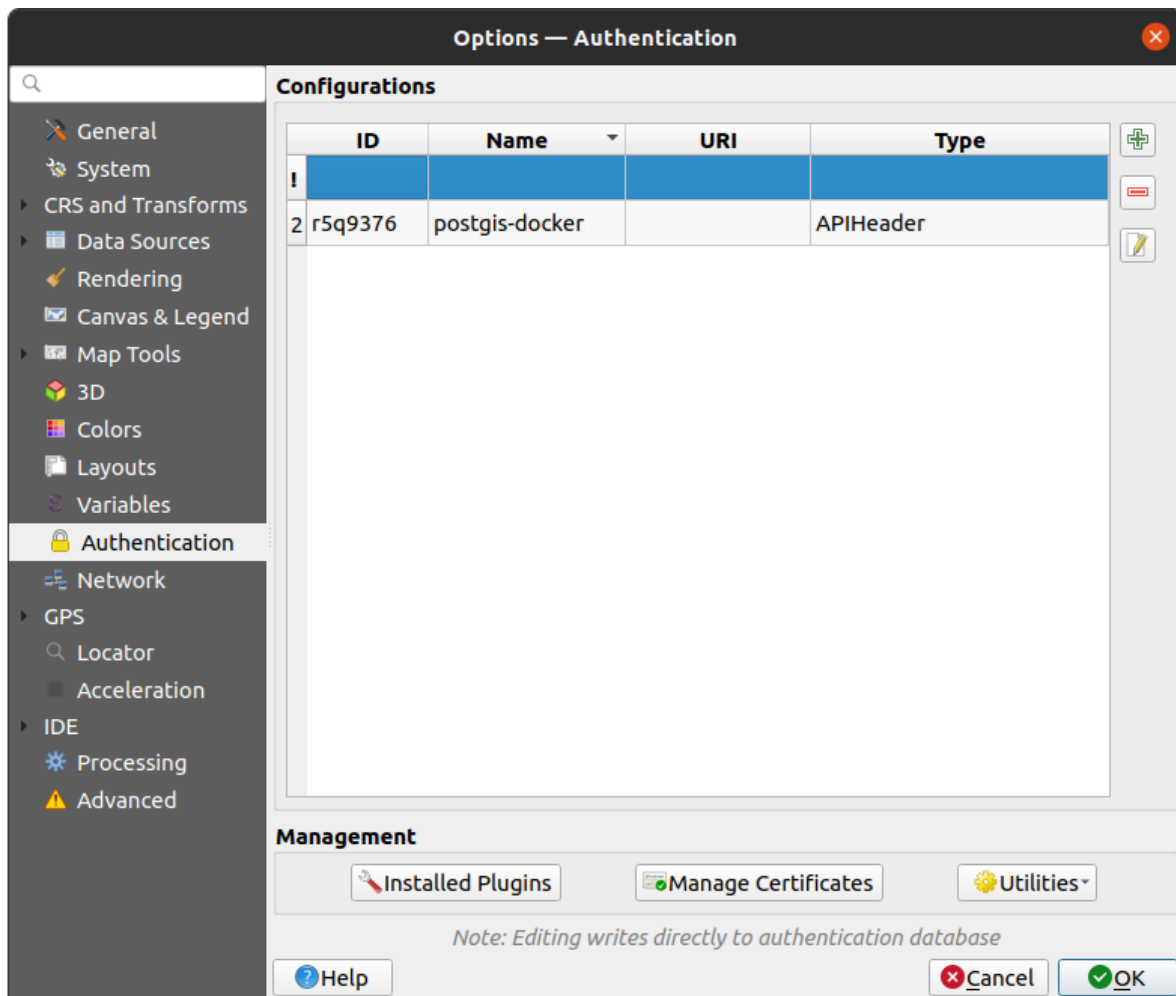 Options — Authentication
General
System
CRS and Transforms
Data Sources
Rendering
Canvas & Legend
Map Tools
3D
Colors
Layouts
Variables
Authentication
Network
GPS
Locator
Acceleration
IDE
Processing
Advanced
Configurations
ID Name URI Type
!
2 r5q9376 postgis-docker APIHeader
Management
Installed Plugins Manage Certificates Utilities
Note: Editing writes directly to authentication database
Help Cancel OK